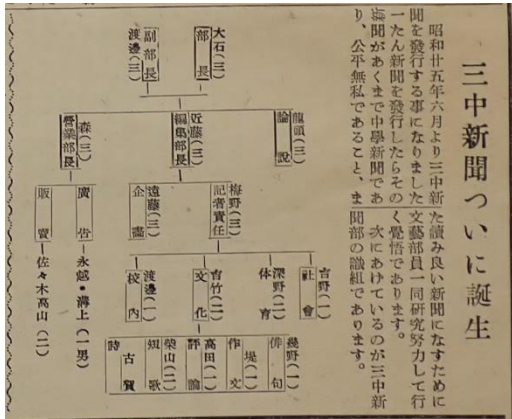 三中新聞ついに誕生
昭和廿五年六月より三中新
聞を発行する事になりました
一たん新聞を発行したらその
新聞があくまで中學新聞であ
り、公平無私であること、ま
た讀み良い新聞になすために
文藝部員一同研究努力して行
く覺悟であります。
次にあげているのが三中新
聞部の識組であります。
大石(三)
部長
副部長
渡邊(三)
龍頭(三)
論説
近藤(三)
編集部長
森(三)
營業部長
梅野(三)
記者責任
遠藤(三)
企畫
廣告
永越・溝上(一男)
販賣
佐々木高山(二)
吉野(一)
社會
深野(二)
体育
吉竹(二)
文化
渡邊(一)
校内
幾野(一)
俳句
堤(一)
作文
高田(一)
評論
柴山(二)
短歌
古賀
詩